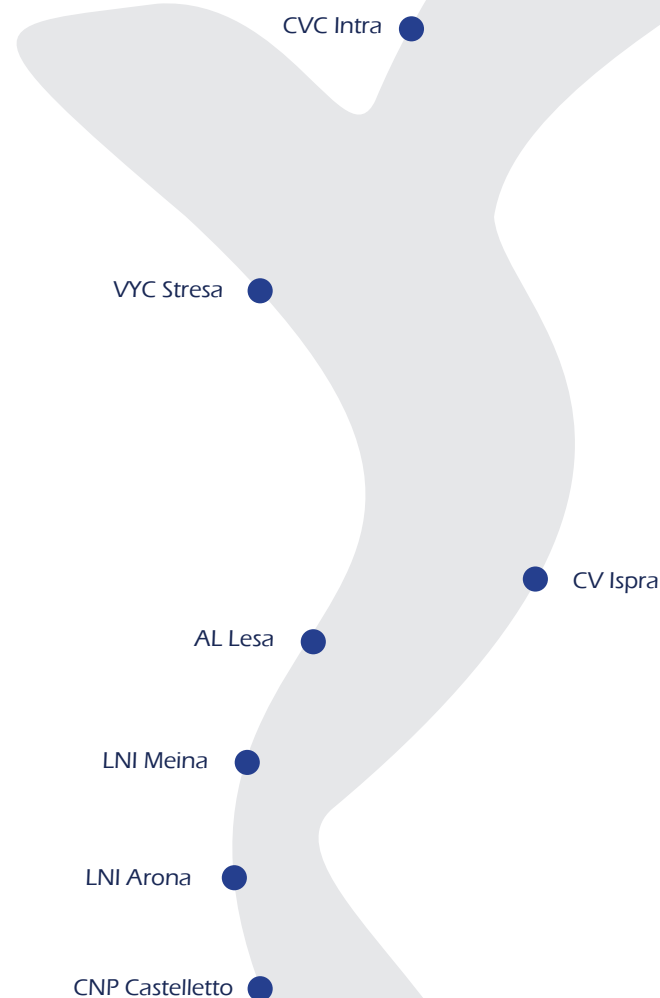 CVC Intra
VYC Stresa
CV Ispra
AL Lesa
LNI Meina
LNI Arona
CNP Castelletto